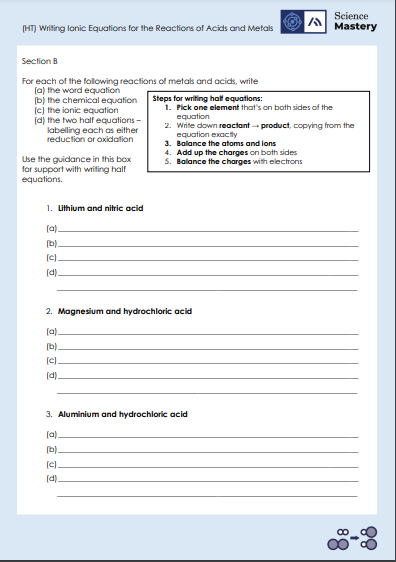 (HT) Writing Ionic Equations for the Reactions of Acids and Metals
Science
Mastery
Section B
For each of the following reactions of metals and acids, write
(a) the word equation
(b) the chemical equation
(c) the ionic equation
(d) the two half equations –
labelling each as either
reduction or oxidation
Use the guidance in this box
for support with writing half
equations.
Steps for writing half equations:
1. Pick one element that's on both sides of the
equation
2. Write down reactant → product, copying from the
equation exactly
3. Balance the atoms and ions
4. Add up the charges on both sides
5. Balance the charges with electrons
1. Lithium and nitric acid
(a)
(b)
(c)
(d)
2. Magnesium and hydrochloric acid
(a)
(b)
(c)
(d)
3. Aluminium and hydrochloric acid
(a)
(b)
(c)
(d)